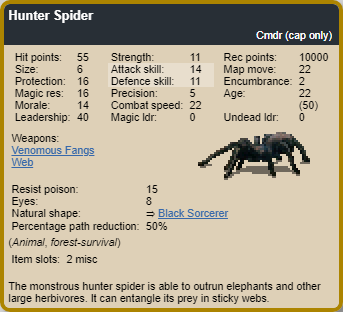 Hunter Spider
Cmdr (cap only)
Hit points: 55 Strength: 11 Rec points: 10000
Size: 6 Attack skill: 14 Map move: 22
Protection: 16 Defence skill: 11 Encumbrance: 2
Magic res: 16 Precision: 5 Age: 22
Morale: 14 Combat speed: 22 (50)
Leadership: 40 Magic ldr: 0 Undead ldr: 0
Weapons:
Venomous Fangs
Web
Resist poison: 15
Eyes: 8
Natural shape: ⇒ Black Sorcerer
Percentage path reduction: 50%
(Animal, forest-survival)
Item slots: 2 misc
The monstrous hunter spider is able to outrun elephants and other
large herbivores. It can entangle its prey in sticky webs.